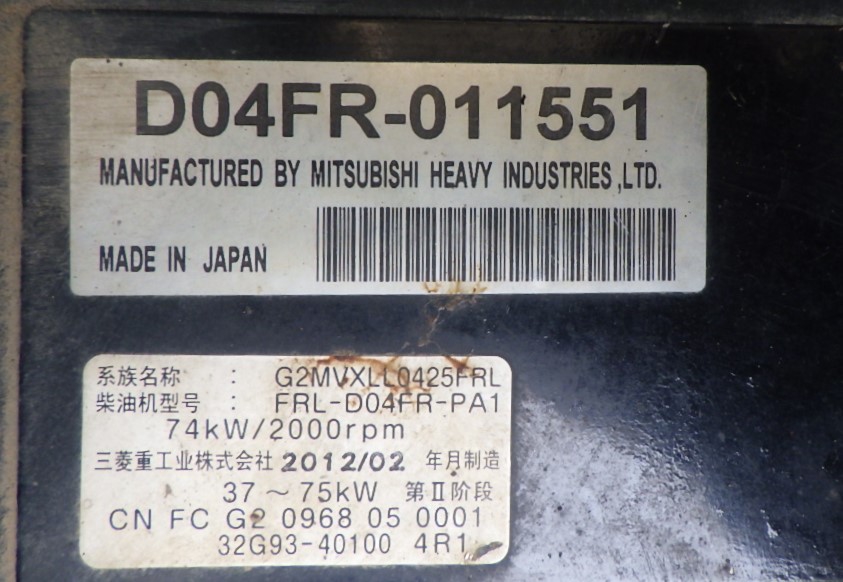 D04FR-011551
MANUFACTURED BY MITSUBISHI HEAVY INDUSTRIES,LTD.
MADE IN JAPAN
系族名称 : G2MVXLL0425FRL
柴油机型号 : FRL-D04FR-PA1
74kW/2000rpm
三菱重工业株式会社 2012/02 年月制造
37～75kW 第Ⅱ阶段
CN FC G2 0968 05 0001
32G93-40100 4R1